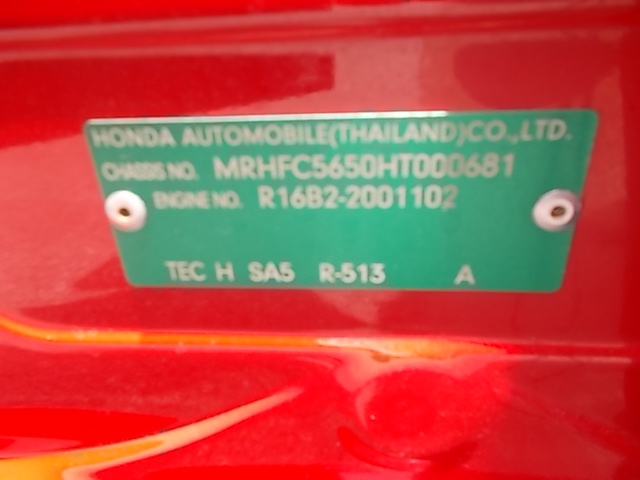 HONDA AUTOMOBILE(THAILAND)CO.,LTD.
CHASSIS NO. MRHFC5650HT000681
ENGINE NO. R16B2-2001102
TEC H SA5 R-513 A